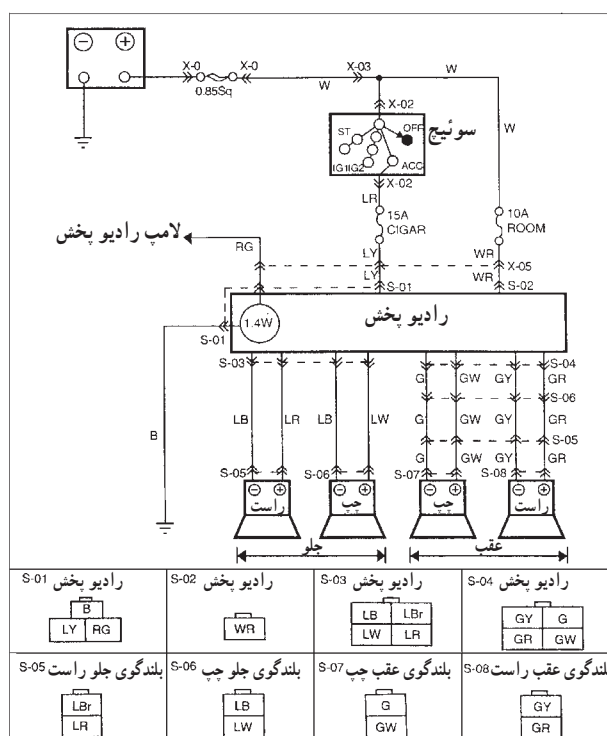 X-0 X-0 X-03 W
0.85Sq W
X-02 W
سوئیچ
ST OFF
IG1 IG2 ACC
X-02
LR
15A 10A
CIGAR ROOM
لامپ رادیو پخش
RG LY WR
X-05
LY WR
S-01 S-02
رادیو پخش
1.4W
S-01
S-03 S-04
G GW GY GR
S-06
LB LR LB LW G GW GY GR
B
S-05
G GW GY GR
S-05 S-06 S-07 S-08
راست چپ چپ راست
جلو عقب
S-01 رادیو پخش
B
LY RG
S-02 رادیو پخش
WR
S-03 رادیو پخش
LB LBr
LW LR
S-04 رادیو پخش
GY G
GR GW
S-05 بلندگوی جلو راست
LBr
LR
S-06 بلندگوی جلو چپ
LB
LW
S-07 بلندگوی عقب چپ
G
GW
S-08 بلندگوی عقب راست
GY
GR